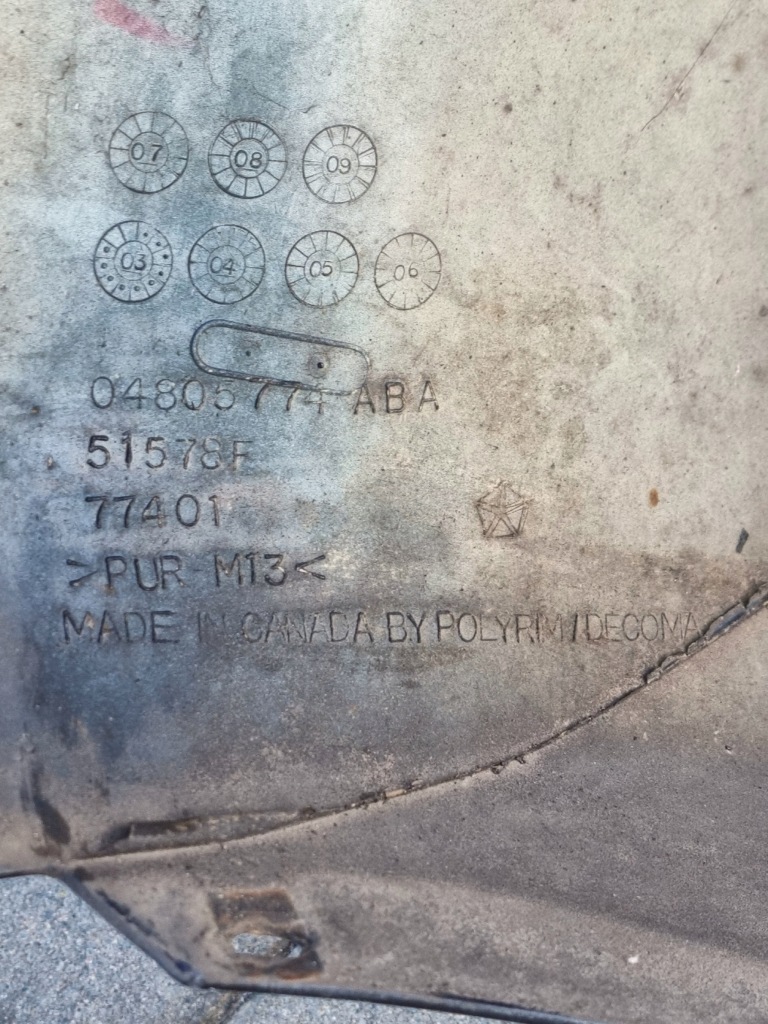 07 08 09
03 04 05 06
04805774 ABA
51578F
77401
>PUR-M13<
MADE IN CANADA BY POLYRIM/DECOMA